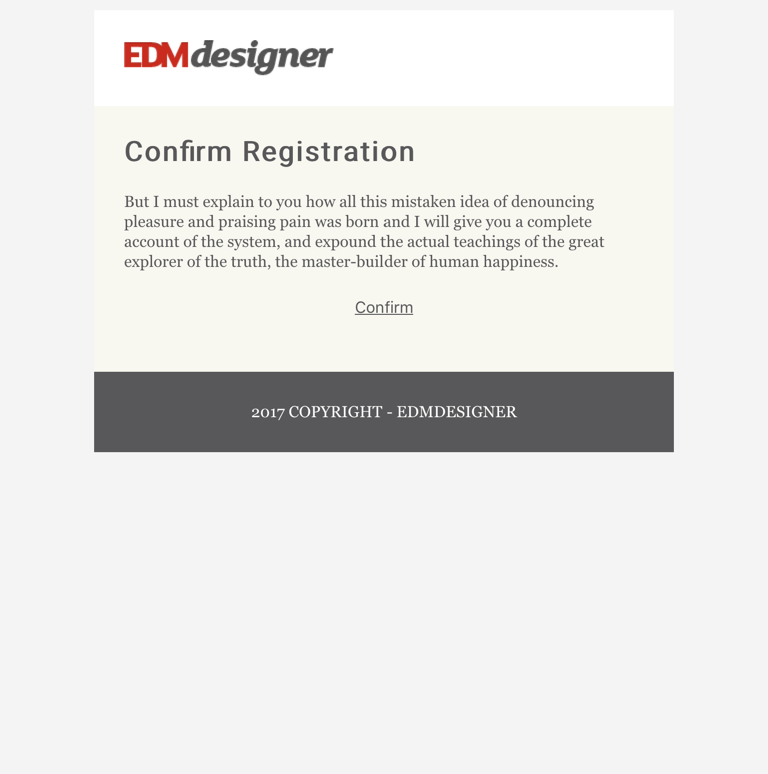 EDMdesigner
Confirm Registration
But I must explain to you how all this mistaken idea of denouncing
pleasure and praising pain was born and I will give you a complete
account of the system, and expound the actual teachings of the great
explorer of the truth, the master-builder of human happiness.
Confirm
2017 COPYRIGHT - EDMDESIGNER